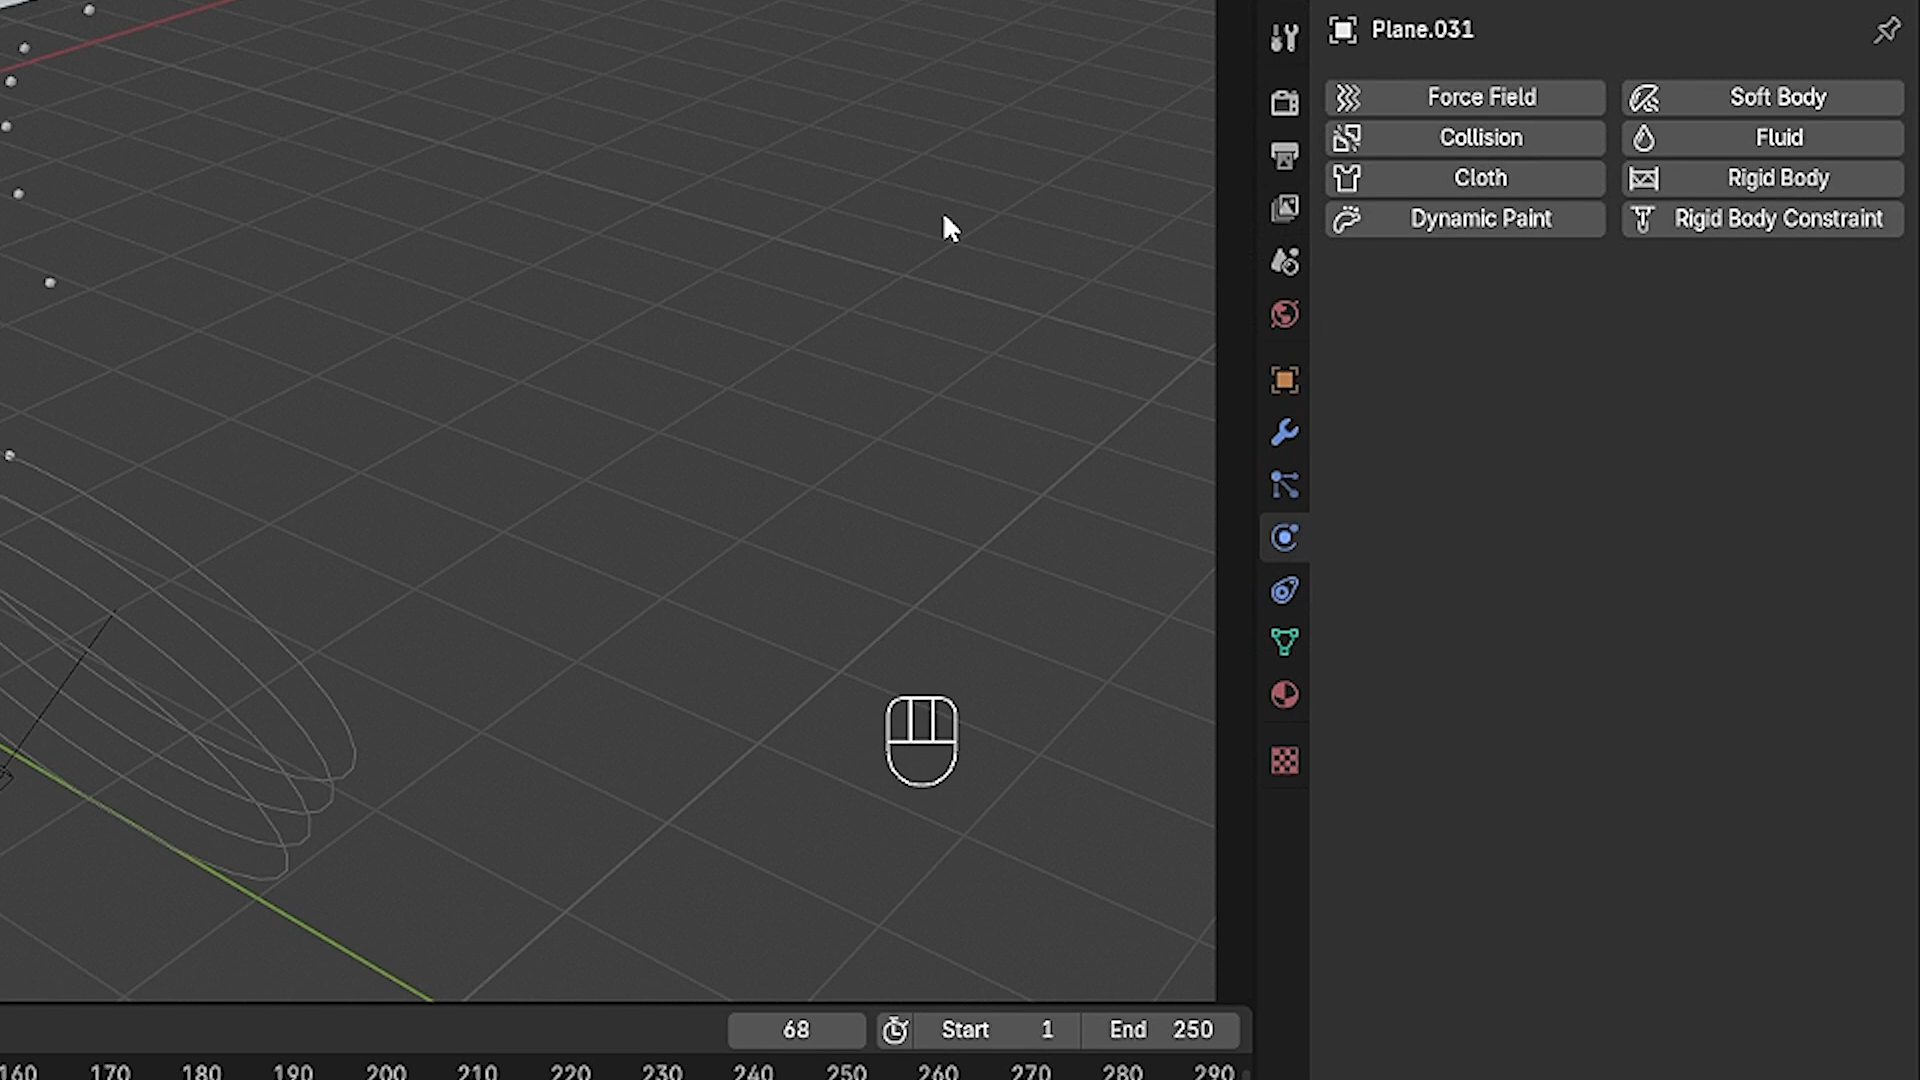 Plane.031
Force Field
Soft Body
Collision
Fluid
Cloth
Rigid Body
Dynamic Paint
Rigid Body Constraint
68
Start 1
End 250
160 170 180 190 200 210 220 230 240 250 260 270 280 290